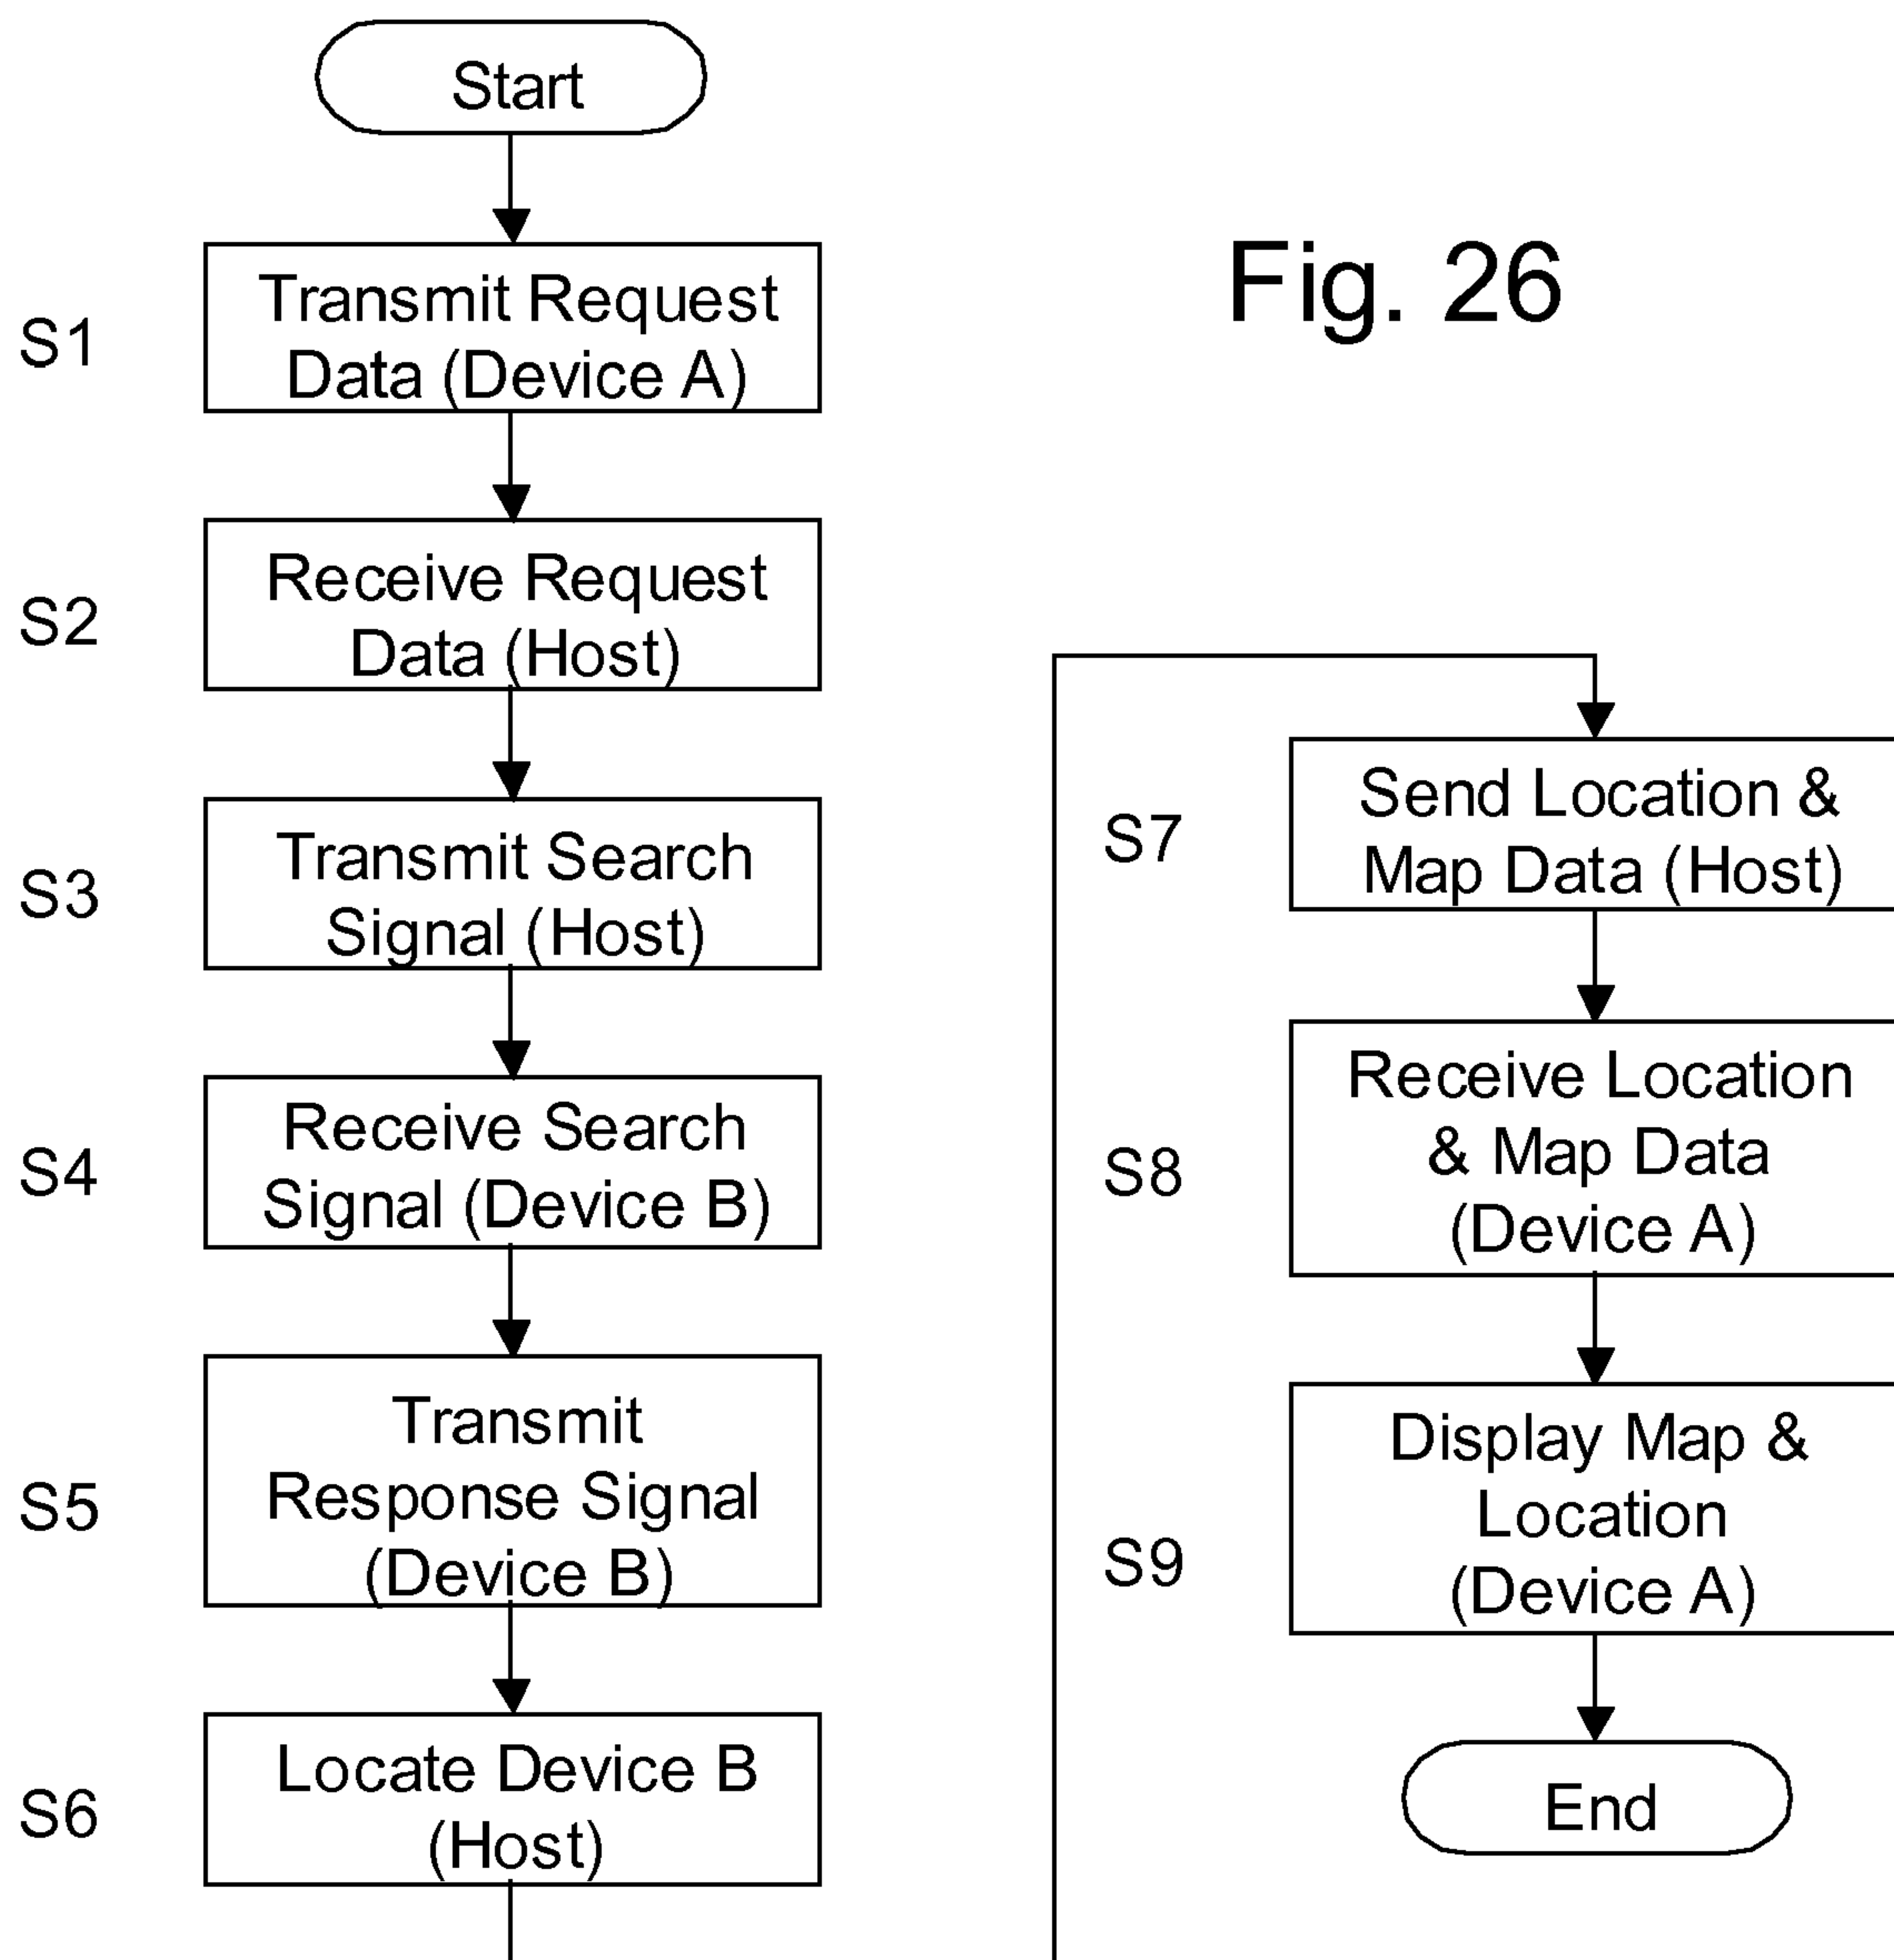 Start
Fig. 26
S1
Transmit Request
Data (Device A)
S2
Receive Request
Data (Host)
S3
Transmit Search
Signal (Host)
S4
Receive Search
Signal (Device B)
S5
Transmit
Response Signal
(Device B)
S6
Locate Device B
(Host)
S7
Send Location &
Map Data (Host)
S8
Receive Location
& Map Data
(Device A)
S9
Display Map &
Location
(Device A)
End